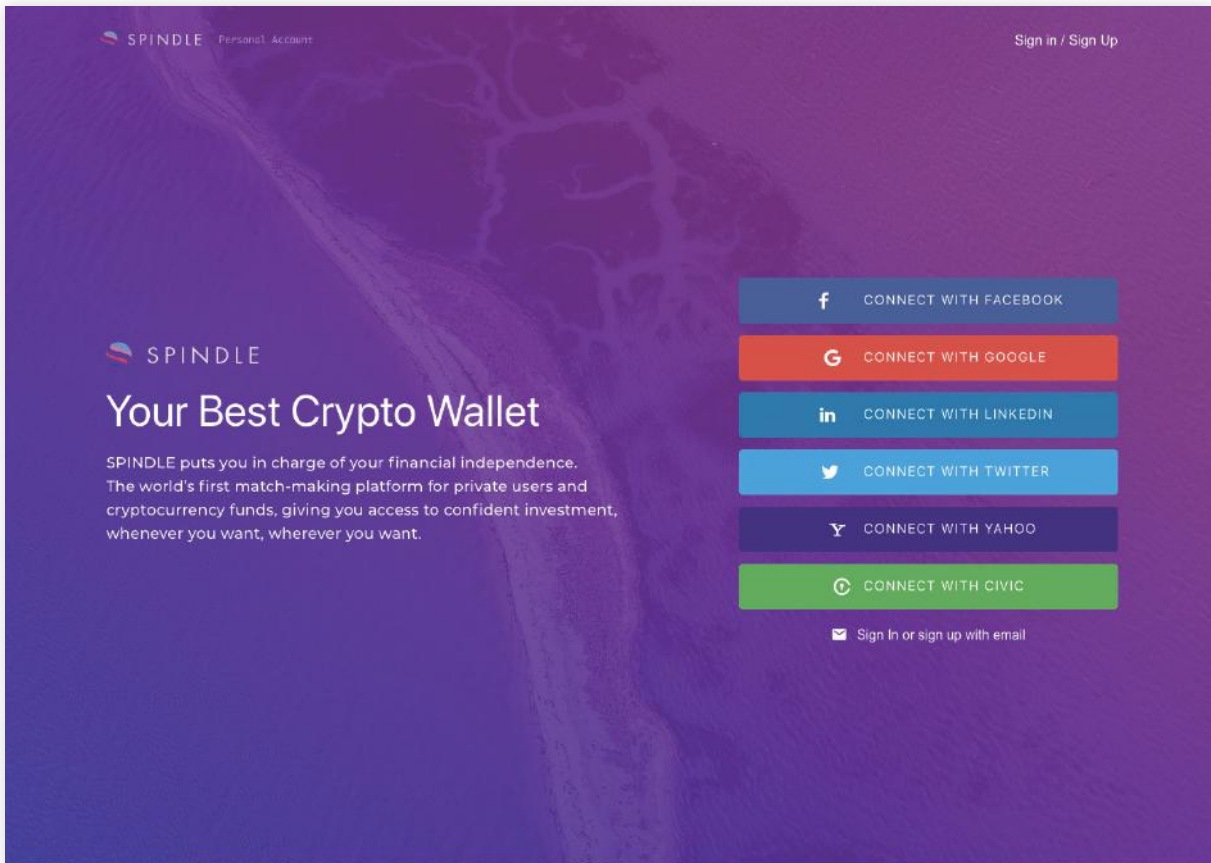 SPINDLE Personal Account
Sign in / Sign Up
SPINDLE
Your Best Crypto Wallet
SPINDLE puts you in charge of your financial independence.
The world's first match-making platform for private users and
cryptocurrency funds, giving you access to confident investment,
whenever you want, wherever you want.
CONNECT WITH FACEBOOK
CONNECT WITH GOOGLE
CONNECT WITH LINKEDIN
CONNECT WITH TWITTER
CONNECT WITH YAHOO
CONNECT WITH CIVIC
Sign In or sign up with email